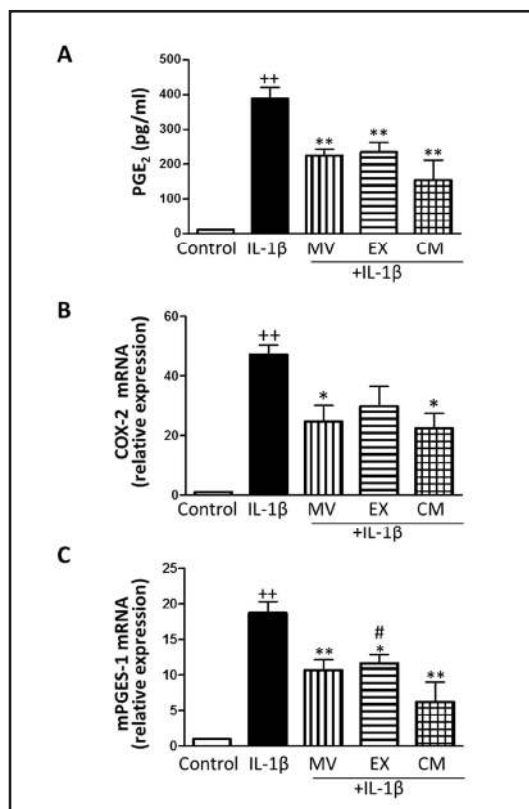 A
PGE₂ (pg/ml)
500
400
300
200
100
0
++
**
**
**
Control IL-1β MV EX CM
+IL-1β
B
COX-2 mRNA
(relative expression)
60
40
20
0
++
*
*
Control IL-1β MV EX CM
+IL-1β
C
mPGES-1 mRNA
(relative expression)
25
20
15
10
5
0
++
**
#
*
**
Control IL-1β MV EX CM
+IL-1β